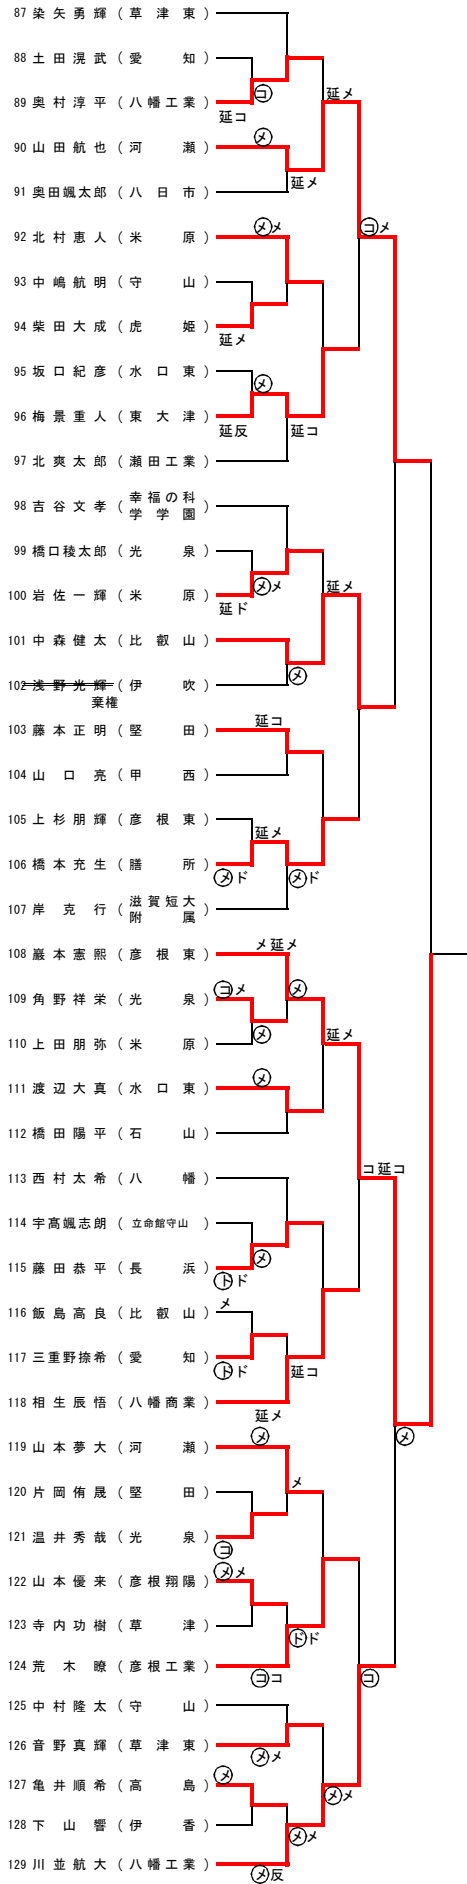 87 染矢勇輝 (草津東)
88 土田滉武 (愛知)
コ 延メ
89 奥村淳平 (八幡工業)
延コ
メ
90 山田航也 (河瀬)
延メ
91 奥田颯太郎 (八日市)
メメ コメ
92 北村恵人 (米原)
93 中嶋航明 (守山)
94 柴田大成 (虎姫)
延メ
95 坂口紀彦 (水口東)
メ
96 梅景重人 (東大津)
延反 延コ
97 北爽太郎 (瀬田工業)
98 吉谷文孝 (幸福の科学学園)
99 橋口稜太郎 (光泉)
メメ 延メ
100 岩佐一輝 (米原)
延ド
101 中森健太 (比叡山)
メ
102 浅野光輝 (伊吹)
棄権
延コ
103 藤本正明 (堅田)
104 山口亮 (甲西)
105 上杉朋輝 (彦根東)
延メ
106 橋本充生 (膳所)
メド メド
107 岸克行 (滋賀短大附属)
メ延メ
108 巖本憲熙 (彦根東)
コメ メ
109 角野祥栄 (光泉)
メ 延メ
110 上田朋弥 (米原)
メ
111 渡辺大真 (水口東)
112 橋田陽平 (石山)
コ延コ
113 西村太希 (八幡)
114 宇髙颯志朗 (立命館守山)
メ
115 藤田恭平 (長浜)
ドド
メ
116 飯島高良 (比叡山)
117 三重野捺希 (愛知)
ドド 延コ
118 相生辰悟 (八幡商業)
延メ
メ メ
119 山本夢大 (河瀬)
メ
120 片岡侑晟 (堅田)
121 温井秀哉 (光泉)
コ
メメ
122 山本優来 (彦根翔陽)
123 寺内功樹 (草津)
ドド
124 荒木瞭 (彦根工業)
ココ コ
125 中村隆太 (守山)
126 音野真輝 (草津東)
メメ
メ
127 亀井順希 (高島)
メメ
128 下山響 (伊香)
メメ
129 川並航大 (八幡工業)
メ反